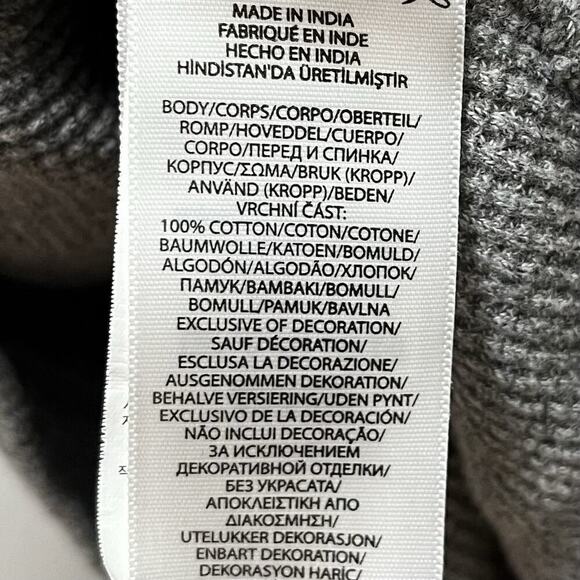 MADE IN INDIA
FABRIQUÉ EN INDE
HECHO EN INDIA
HİNDİSTAN'DA ÜRETİLMİŞTİR
BODY/CORPS/CORPO/OBERTEIL/
ROMP/HOVEDDEL/CUERPO/
CORPO/ПЕРЕД И СПИНКА/
КОРПУС/ΣΩΜΑ/BRUK (KROPP)/
ANVÄND (KROPP)/BEDEN/
VRCHNÍ ČÁST:
100% COTTON/COTON/COTONE/
BAUMWOLLE/KATOEN/BOMULD/
ALGODÓN/ALGODÃO/ХЛОПОК/
ПАМУК/ΒΑΜΒΑΚΙ/BOMULL/
BOMULL/PAMUK/BAVLNA
EXCLUSIVE OF DECORATION/
SAUF DÉCORATION/
ESCLUSA LA DECORAZIONE/
AUSGENOMMEN DEKORATION/
BEHALVE VERSIERING/UDEN PYNT/
EXCLUSIVO DE LA DECORACIÓN/
NÃO INCLUI DECORAÇÃO/
ЗА ИСКЛЮЧЕНИЕМ
ДЕКОРАТИВНОЙ ОТДЕЛКИ/
БЕЗ УКРАСАТА/
ΑΠΟΚΛΕΙΣΤΙΚΗ ΑΠΟ
ΔΙΑΚΟΣΜΗΣΗ/
UTELUKKER DEKORASJON/
ENBART DEKORATION/
DEKORASYON HARİÇ/